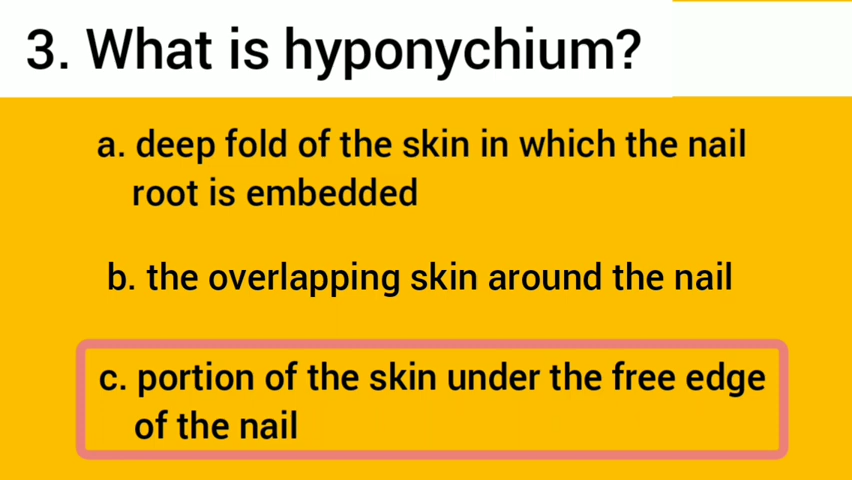 3. What is hyponychium?
a. deep fold of the skin in which the nail
root is embedded
b. the overlapping skin around the nail
c. portion of the skin under the free edge
of the nail